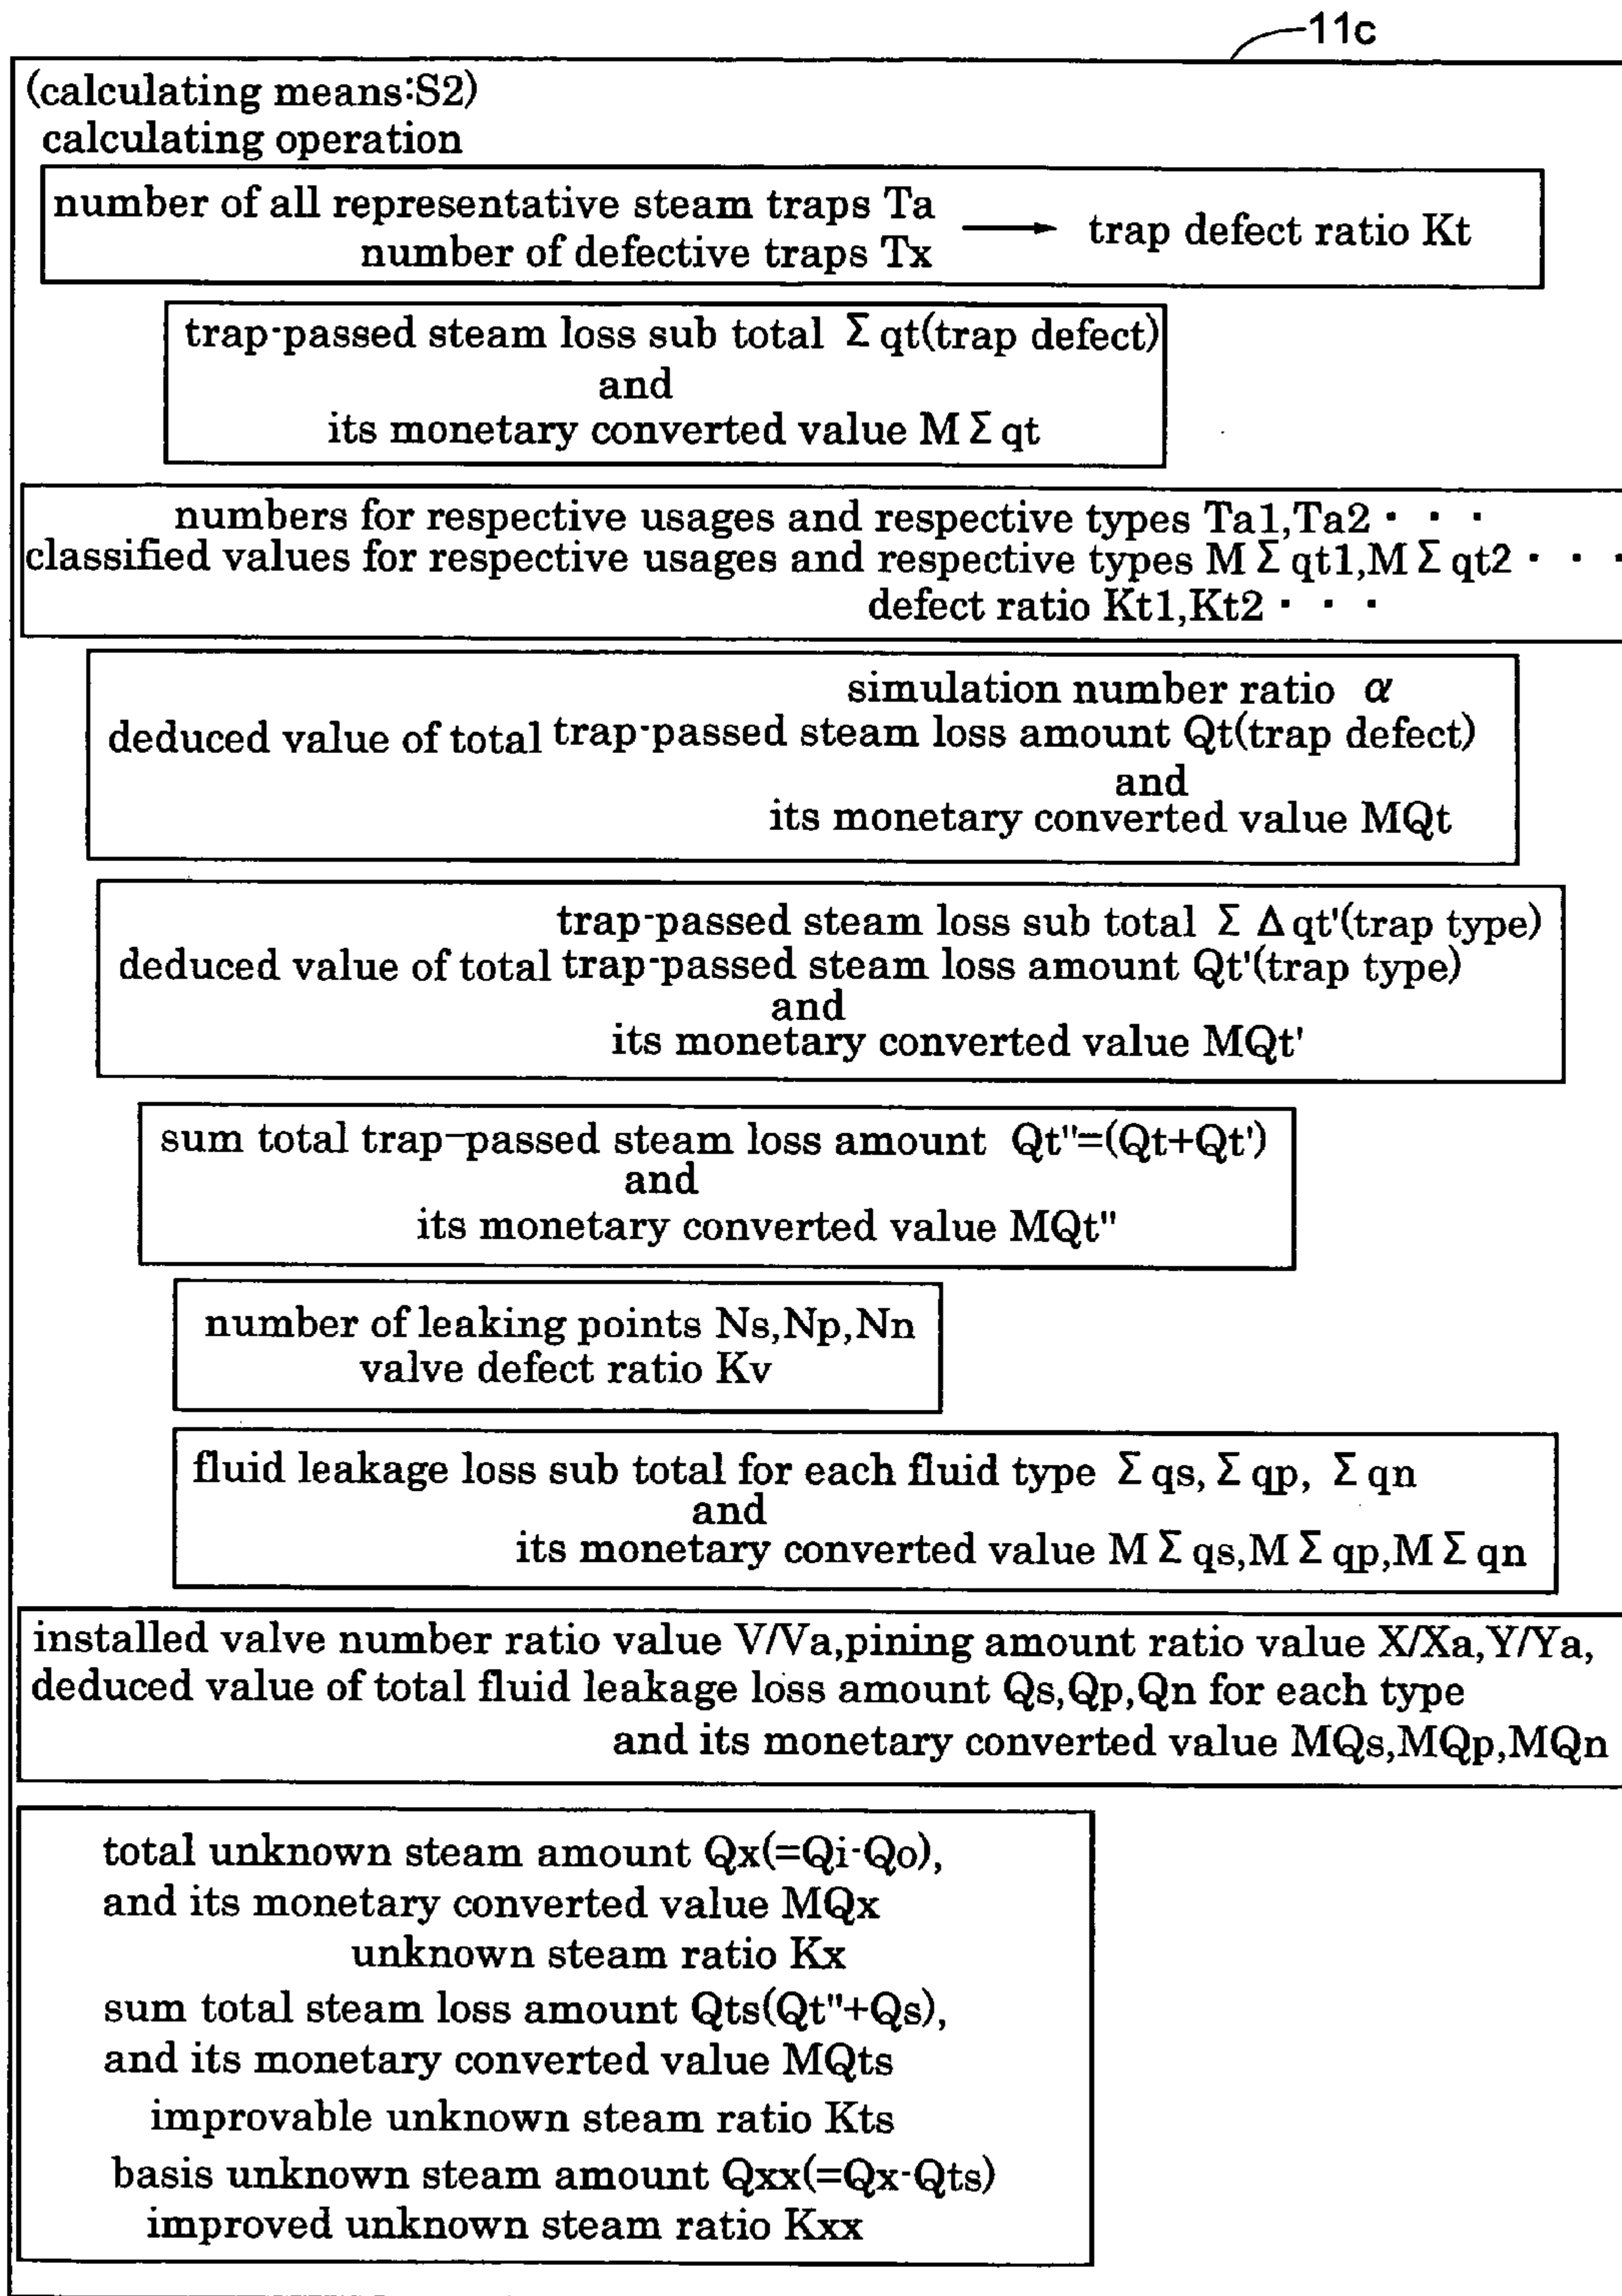 11c
(calculating means:S2)
calculating operation
number of all representative steam traps Ta
number of defective traps Tx
trap defect ratio Kt
trap-passed steam loss sub total Σqt(trap defect)
and
its monetary converted value MΣqt
numbers for respective usages and respective types Ta1,Ta2・・・
classified values for respective usages and respective types MΣqt1,MΣqt2・・・
defect ratio Kt1,Kt2・・・
simulation number ratio α
deduced value of total trap-passed steam loss amount Qt(trap defect)
and
its monetary converted value MQt
trap-passed steam loss sub total ΣΔqt'(trap type)
deduced value of total trap-passed steam loss amount Qt'(trap type)
and
its monetary converted value MQt'
sum total trap-passed steam loss amount Qt"=(Qt+Qt')
and
its monetary converted value MQt"
number of leaking points Ns,Np,Nn
valve defect ratio Kv
fluid leakage loss sub total for each fluid type Σqs,Σqp, Σqn
and
its monetary converted value MΣqs,MΣqp,MΣqn
installed valve number ratio value V/Va,pining amount ratio value X/Xa,Y/Ya,
deduced value of total fluid leakage loss amount Qs,Qp,Qn for each type
and its monetary converted value MQs,MQp,MQn
total unknown steam amount Qx(=Qi-Qo),
and its monetary converted value MQx
unknown steam ratio Kx
sum total steam loss amount Qts(Qt"+Qs),
and its monetary converted value MQts
improvable unknown steam ratio Kts
basis unknown steam amount Qxx(=Qx-Qts)
improved unknown steam ratio Kxx